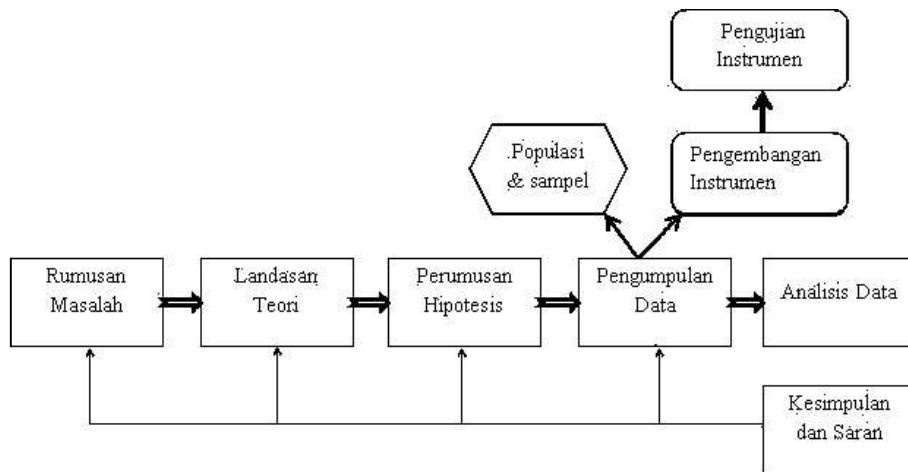 Pengujian
Instrumen
.Populasi
& sampel
Pengembangan
Instrumen
Rumusan
Masalah
Landasan
Teori
Perumusan
Hipotesis
Pengumpulan
Data
Analisis Data
Kesimpulan
dan Saran